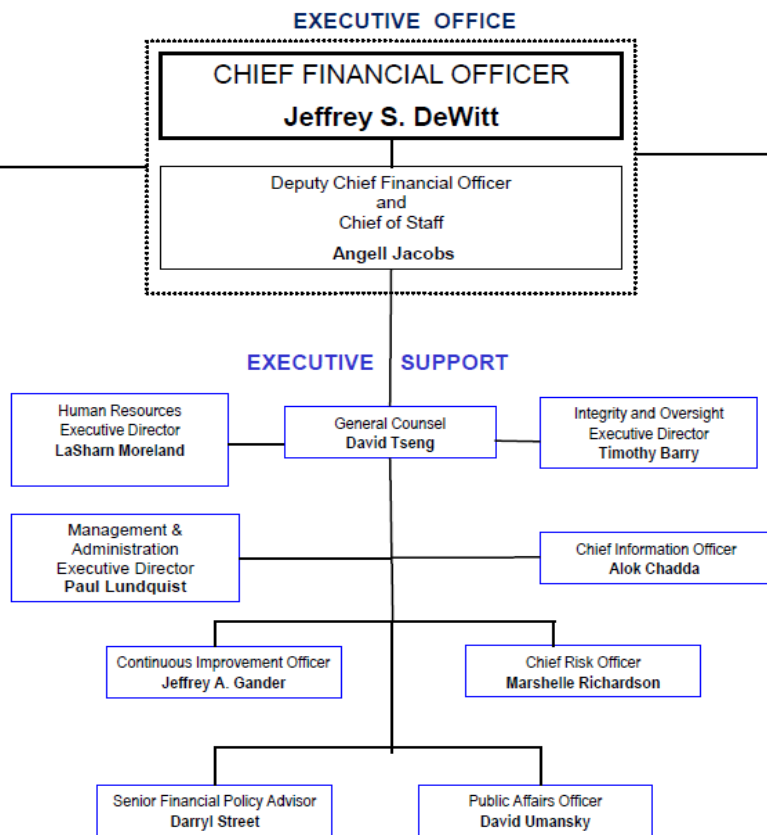 EXECUTIVE OFFICE
CHIEF FINANCIAL OFFICER
Jeffrey S. DeWitt
Deputy Chief Financial Officer
and
Chief of Staff
Angell Jacobs
EXECUTIVE SUPPORT
Human Resources
Executive Director
LaSharn Moreland
General Counsel
David Tseng
Integrity and Oversight
Executive Director
Timothy Barry
Management &
Administration
Executive Director
Paul Lundquist
Chief Information Officer
Alok Chadda
Continuous Improvement Officer
Jeffrey A. Gander
Chief Risk Officer
Marshelle Richardson
Senior Financial Policy Advisor
Darryl Street
Public Affairs Officer
David Umansky